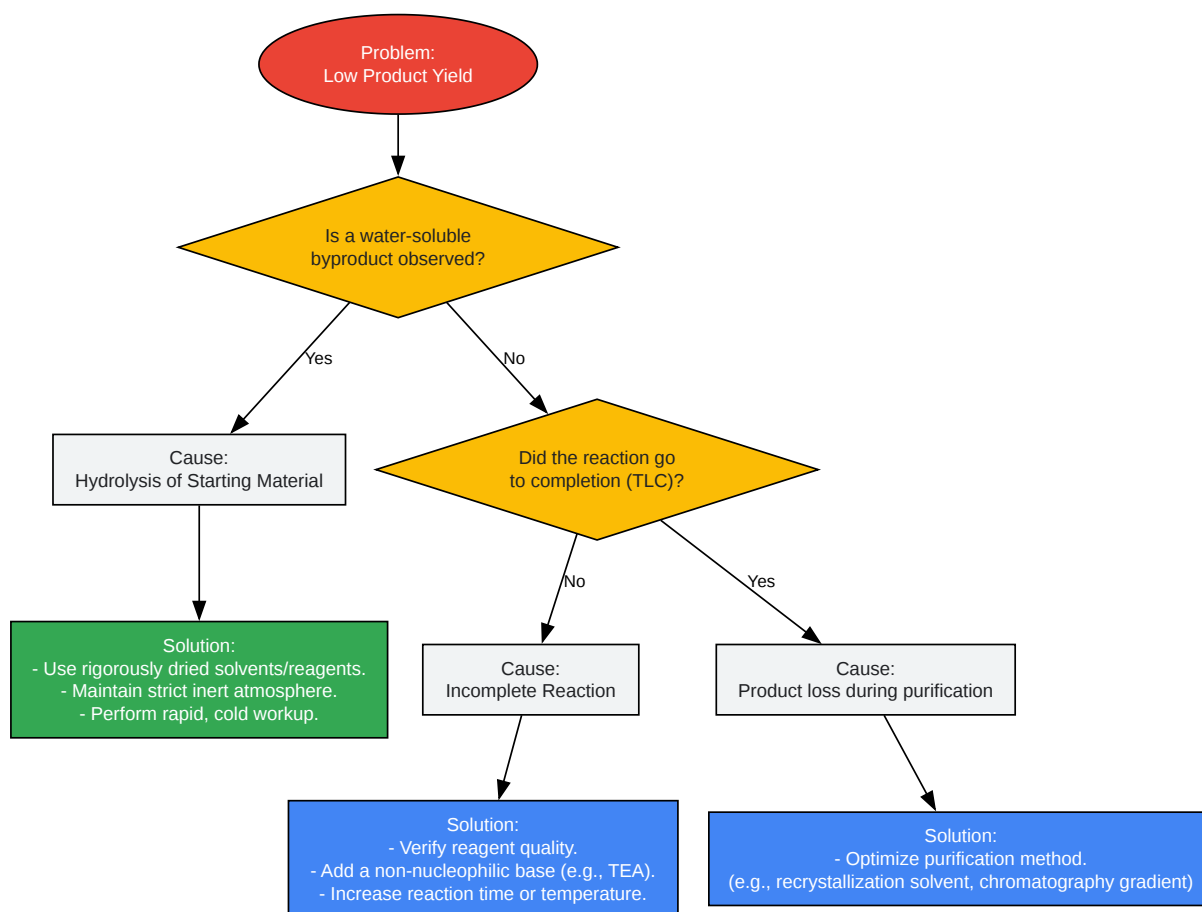 Problem:
Low Product Yield
Is a water-soluble
byproduct observed?
Yes
No
Cause:
Hydrolysis of Starting Material
Did the reaction go
to completion (TLC)?
No
Yes
Solution:
- Use rigorously dried solvents/reagents.
- Maintain strict inert atmosphere.
- Perform rapid, cold workup.
Cause:
Incomplete Reaction
Cause:
Product loss during purification
Solution:
- Verify reagent quality.
- Add a non-nucleophilic base (e.g., TEA).
- Increase reaction time or temperature.
Solution:
- Optimize purification method.
(e.g., recrystallization solvent, chromatography gradient)